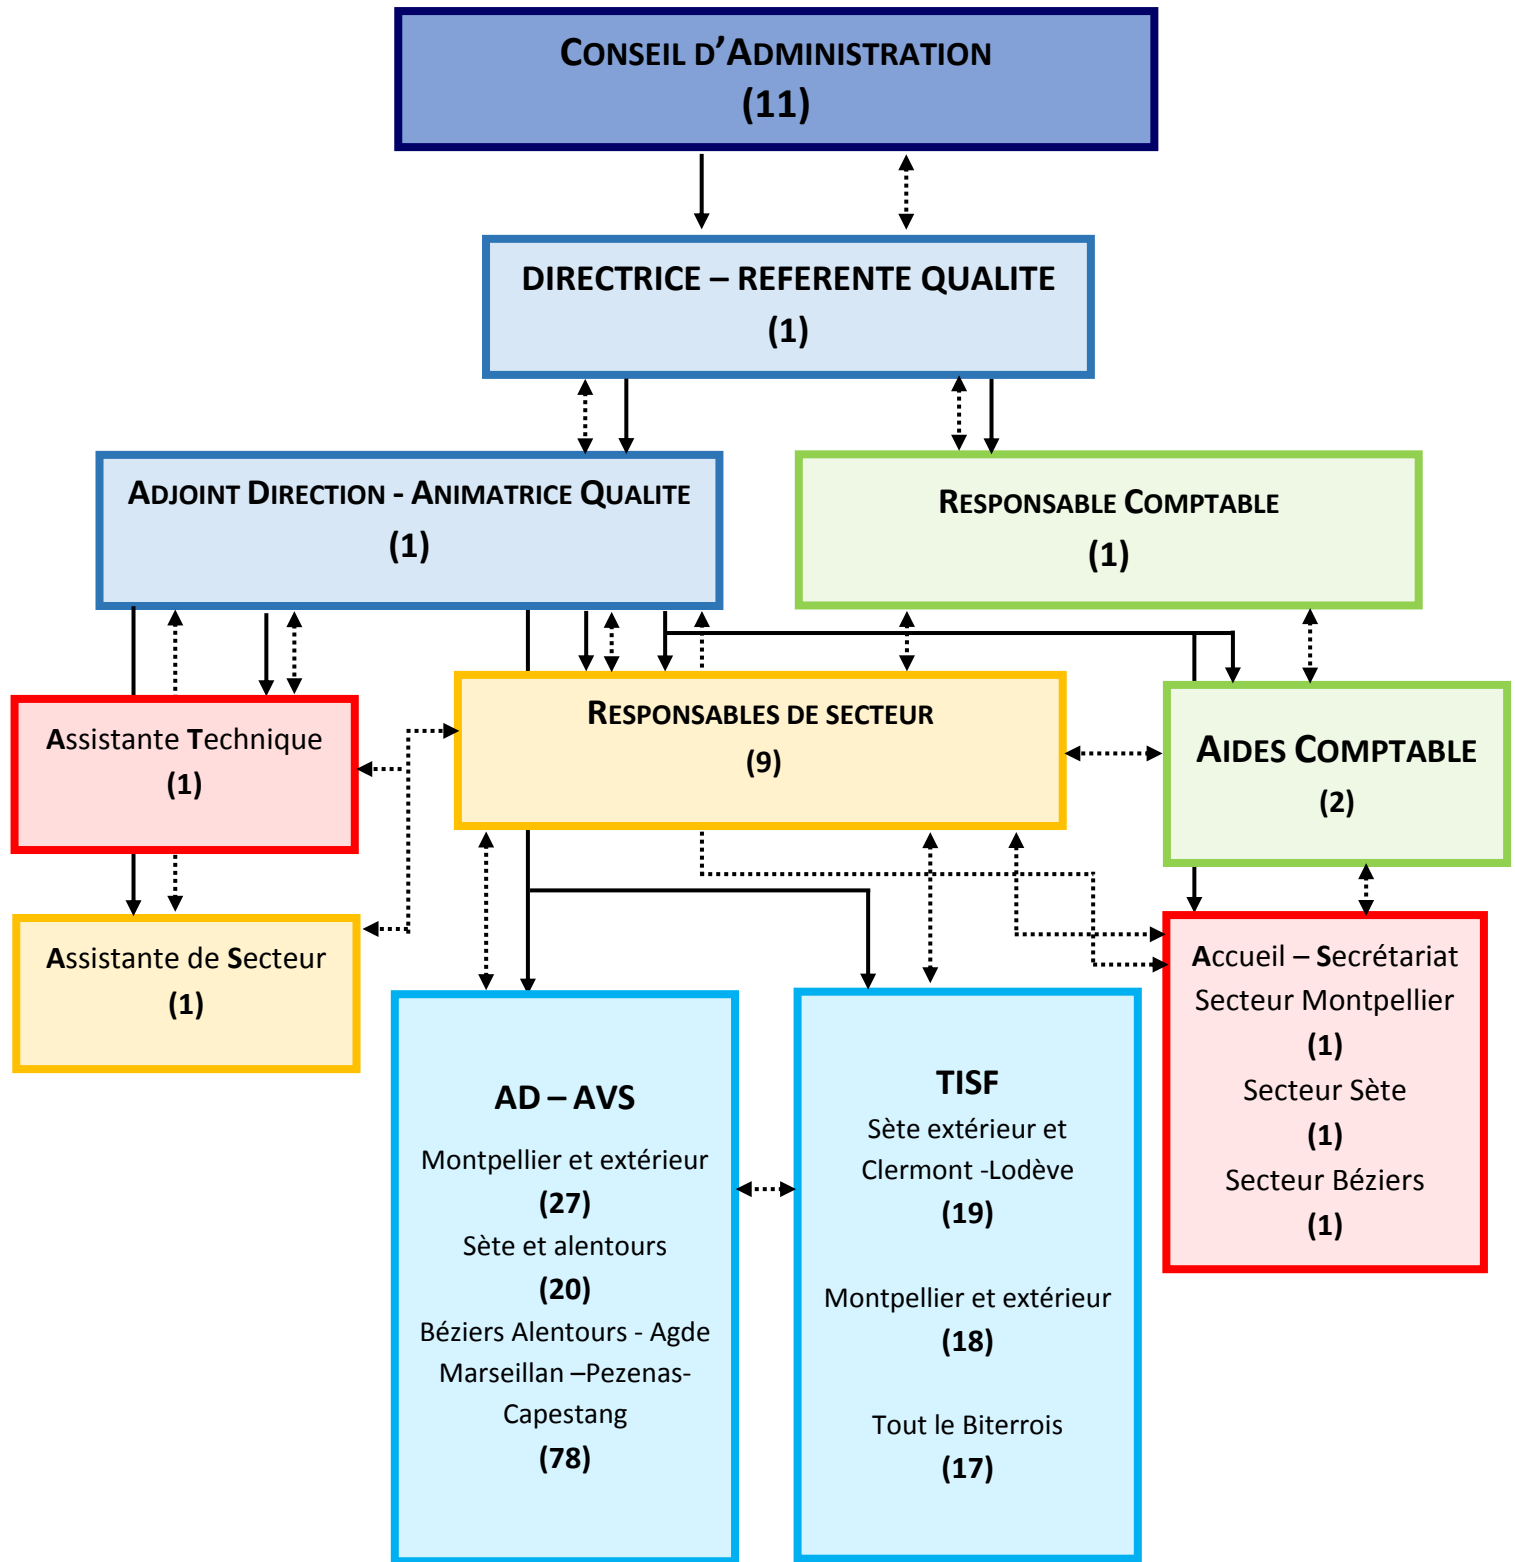 CONSEIL D'ADMINISTRATION
(11)
DIRECTRICE – REFERENTE QUALITE
(1)
ADJOINT DIRECTION - ANIMATRICE QUALITE
(1)
RESPONSABLE COMPTABLE
(1)
Assistante Technique
(1)
RESPONSABLES DE SECTEUR
(9)
AIDES COMPTABLE
(2)
Assistante de Secteur
(1)
AD – AVS
Montpellier et extérieur
(27)
Sète et alentours
(20)
Béziers Alentours - Agde
Marseillan –Pezenas-
Capestang
(78)
TISF
Sète extérieur et
Clermont -Lodève
(19)
Montpellier et extérieur
(18)
Tout le Biterrois
(17)
Accueil – Secrétariat
Secteur Montpellier
(1)
Secteur Sète
(1)
Secteur Béziers
(1)